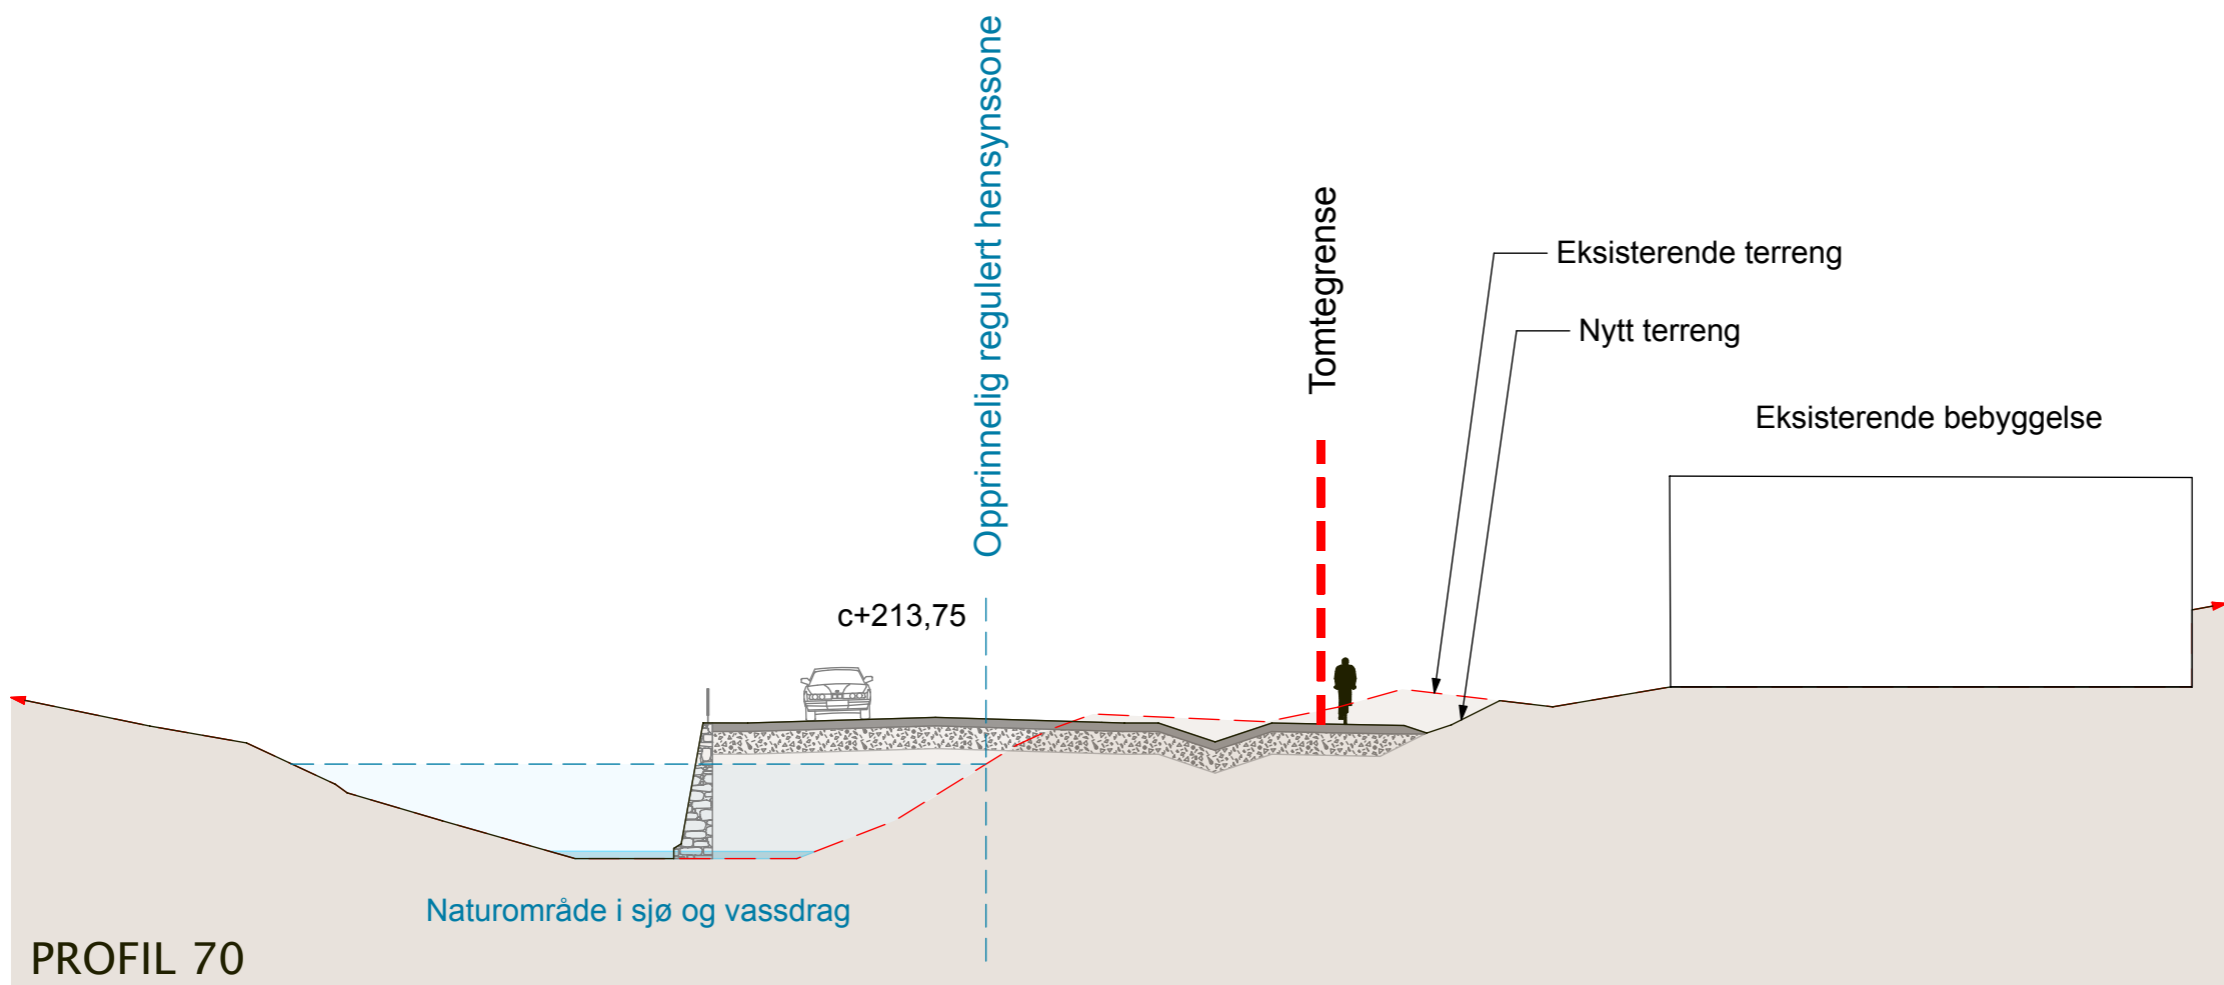 Opprinnelig regulert hensynssone
Tomtegrense
Eksisterende terreng
Nytt terreng
Eksisterende bebyggelse
c+213,75
Naturområde i sjø og vassdrag
PROFIL 70